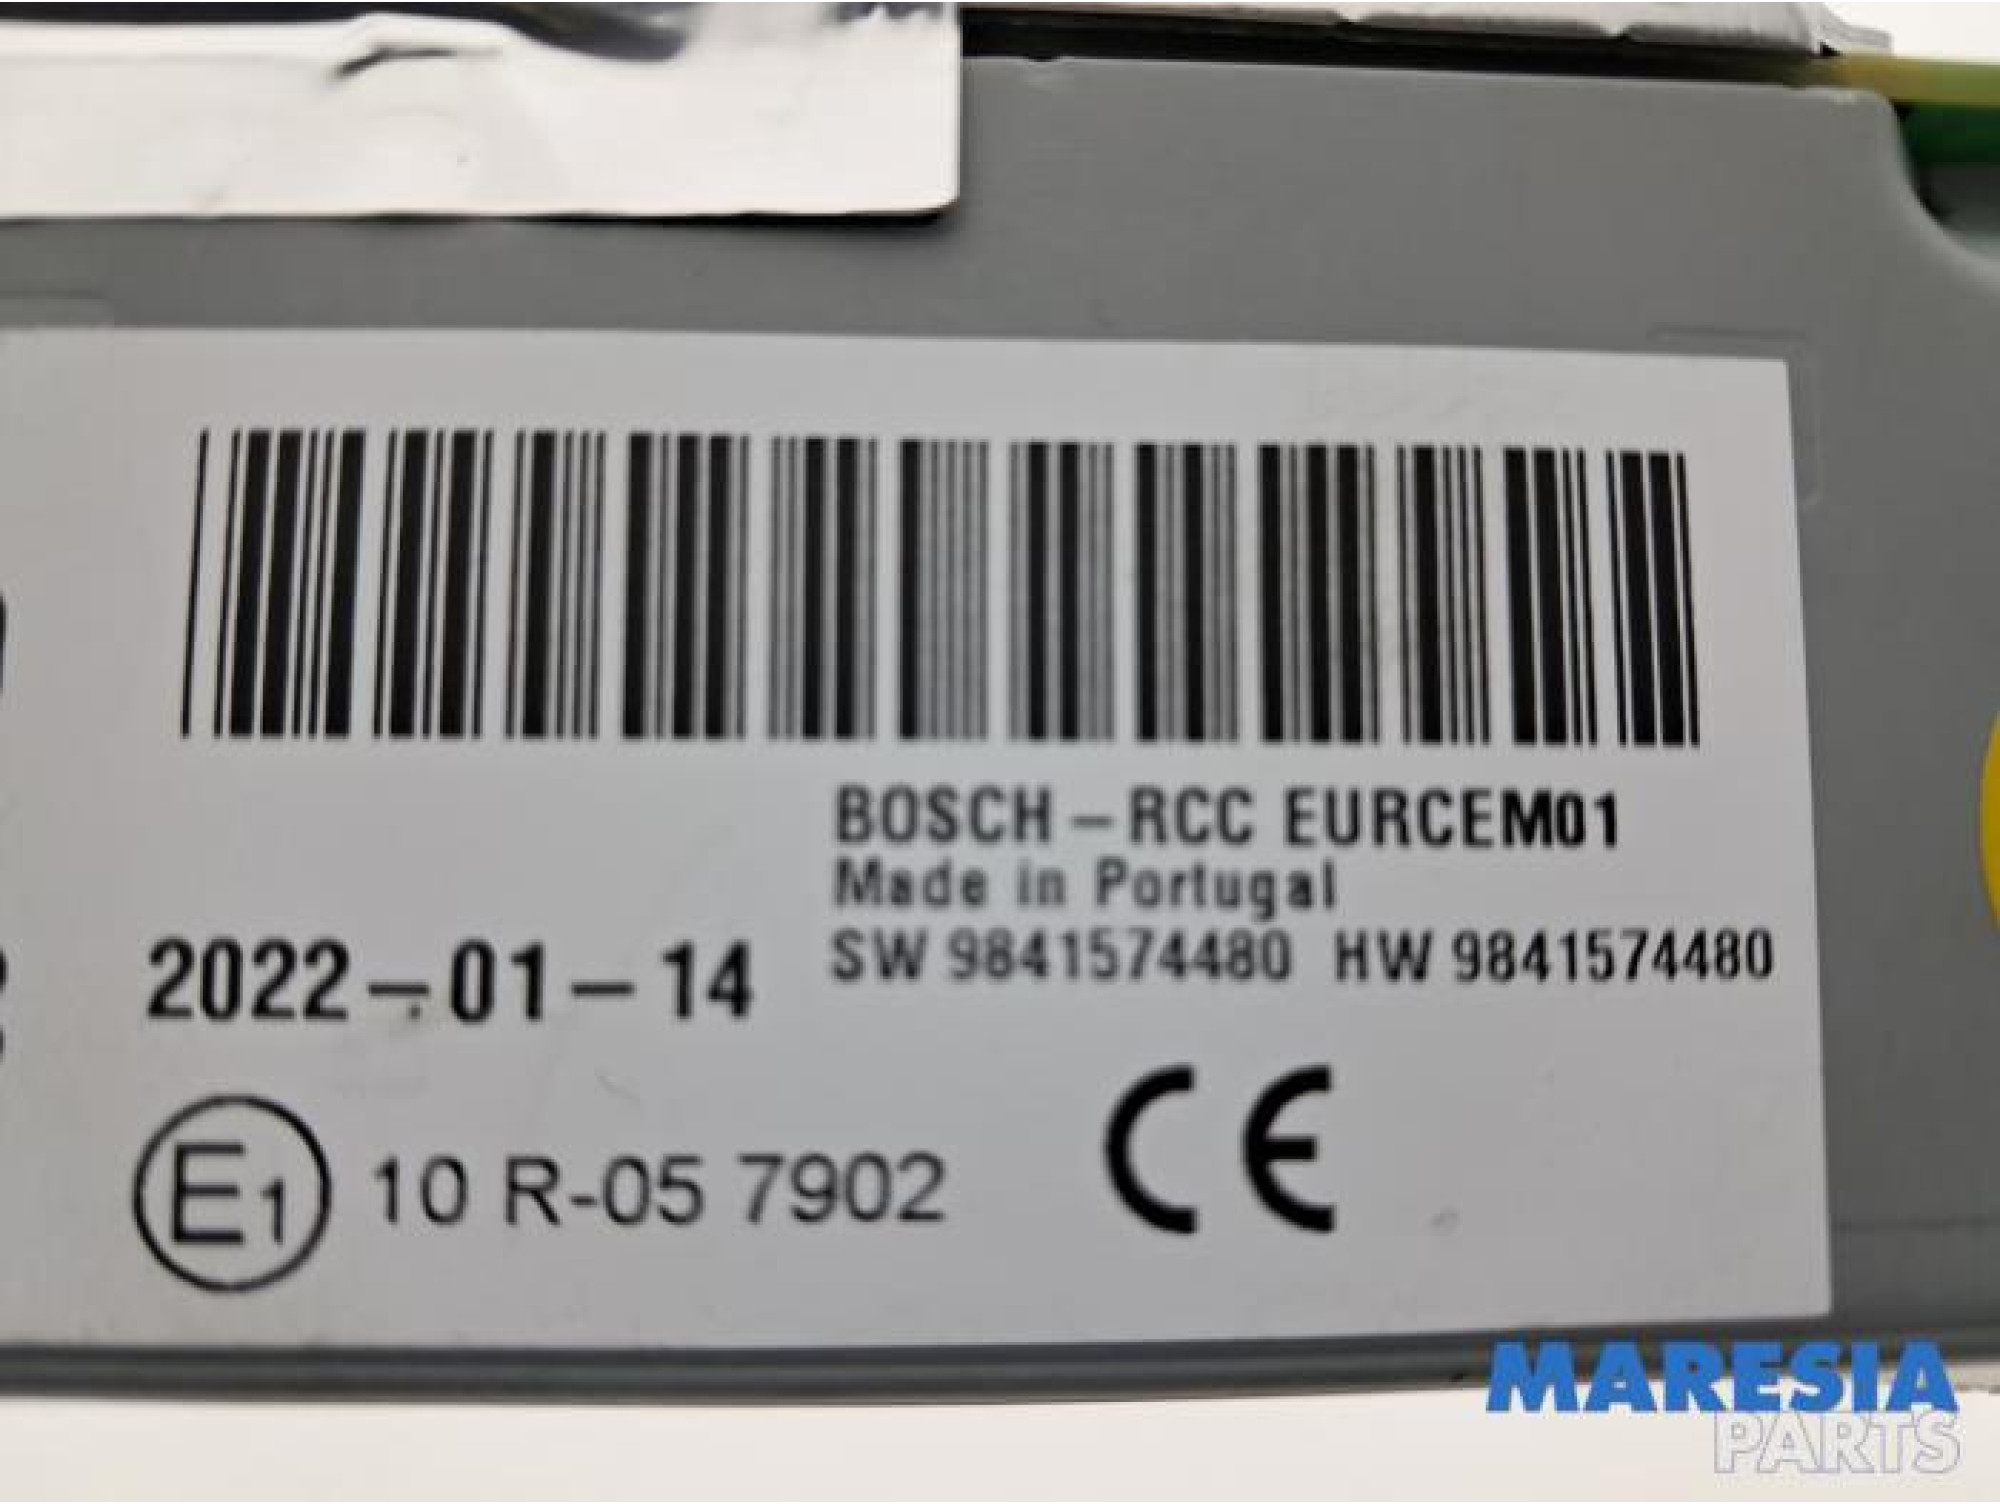 BOSCH – RCC EURCEM01
Made in Portugal
SW 9841574480 HW 9841574480
2022–01–14
E1 10 R-05 7902
CE
MARESIA
PARTS